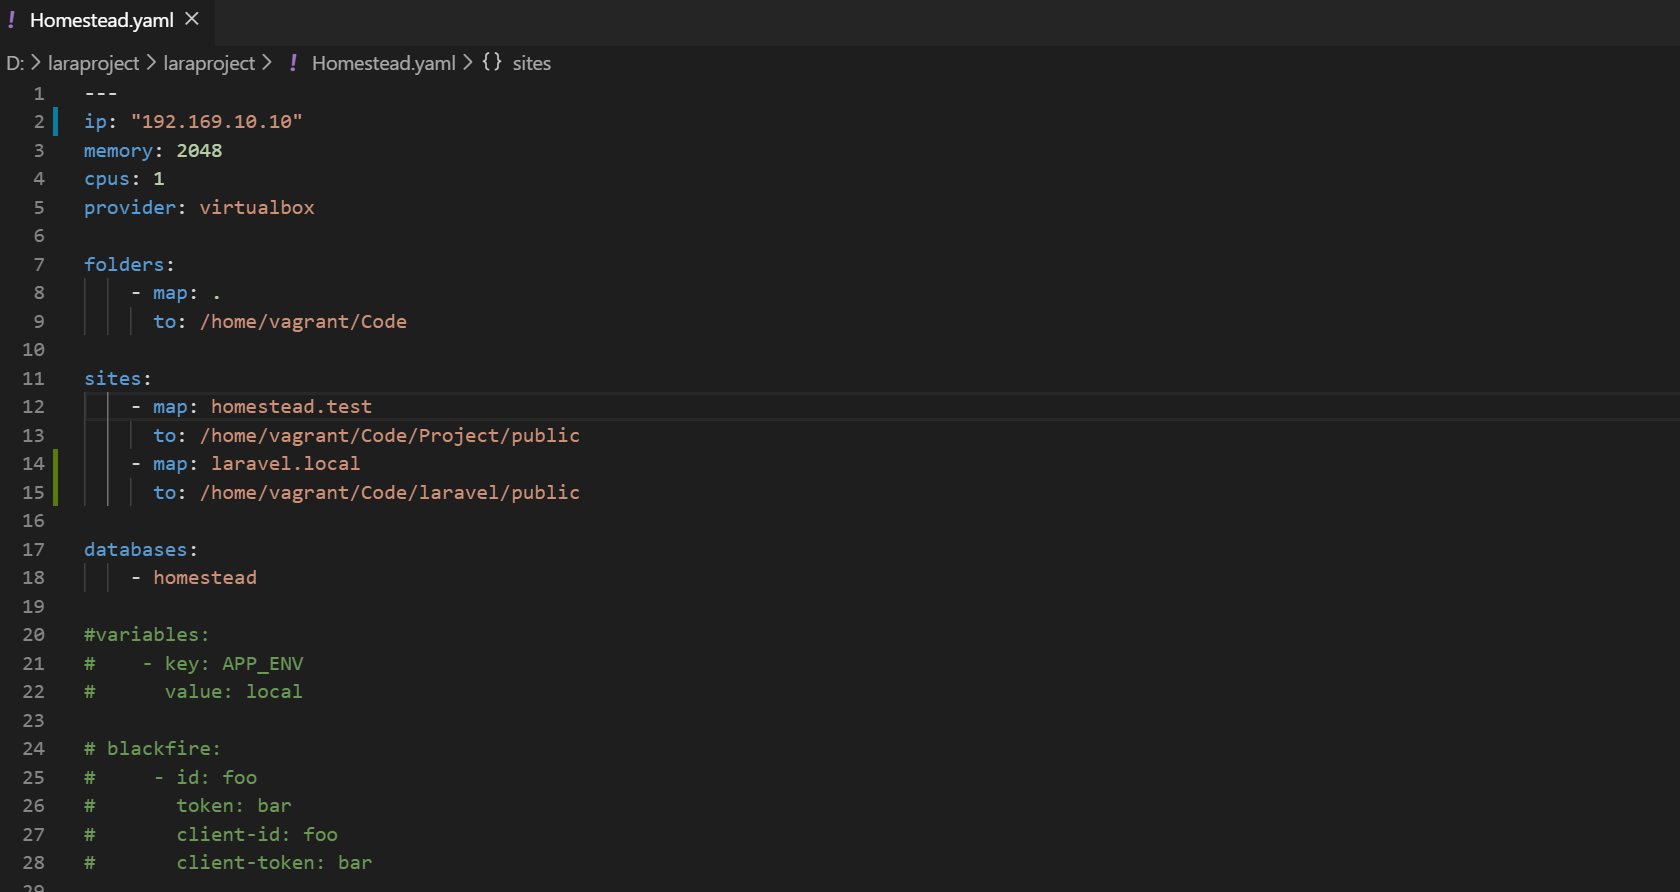 ! Homestead.yaml ×
D: > laraproject > laraproject > ! Homestead.yaml > {} sites
1 ---
2 ip: "192.169.10.10"
3 memory: 2048
4 cpus: 1
5 provider: virtualbox
6
7 folders:
8     - map: .
9       to: /home/vagrant/Code
10
11 sites:
12     - map: homestead.test
13       to: /home/vagrant/Code/Project/public
14     - map: laravel.local
15       to: /home/vagrant/Code/laravel/public
16
17 databases:
18     - homestead
19
20 #variables:
21 #    - key: APP_ENV
22 #      value: local
23
24 # blackfire:
25 #     - id: foo
26 #       token: bar
27 #       client-id: foo
28 #       client-token: bar
29